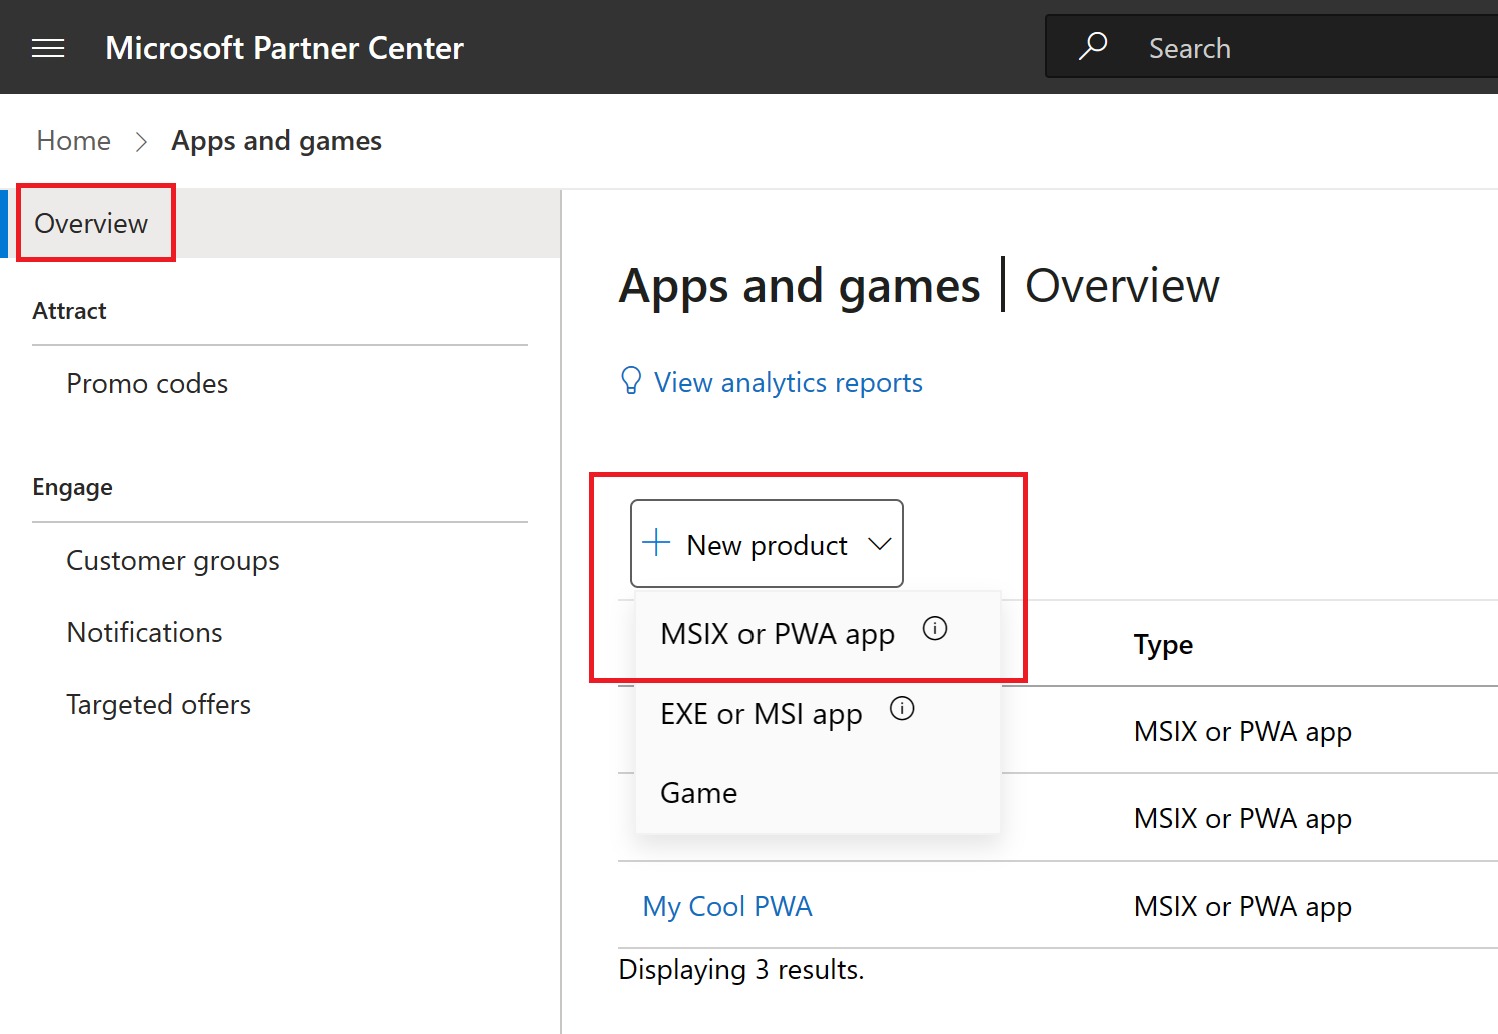 Microsoft Partner Center
Search
Home > Apps and games
Overview
Attract
Promo codes
Engage
Customer groups
Notifications
Targeted offers
Apps and games | Overview
View analytics reports
+ New product
MSIX or PWA app
EXE or MSI app
Game
Type
MSIX or PWA app
MSIX or PWA app
My Cool PWA MSIX or PWA app
Displaying 3 results.